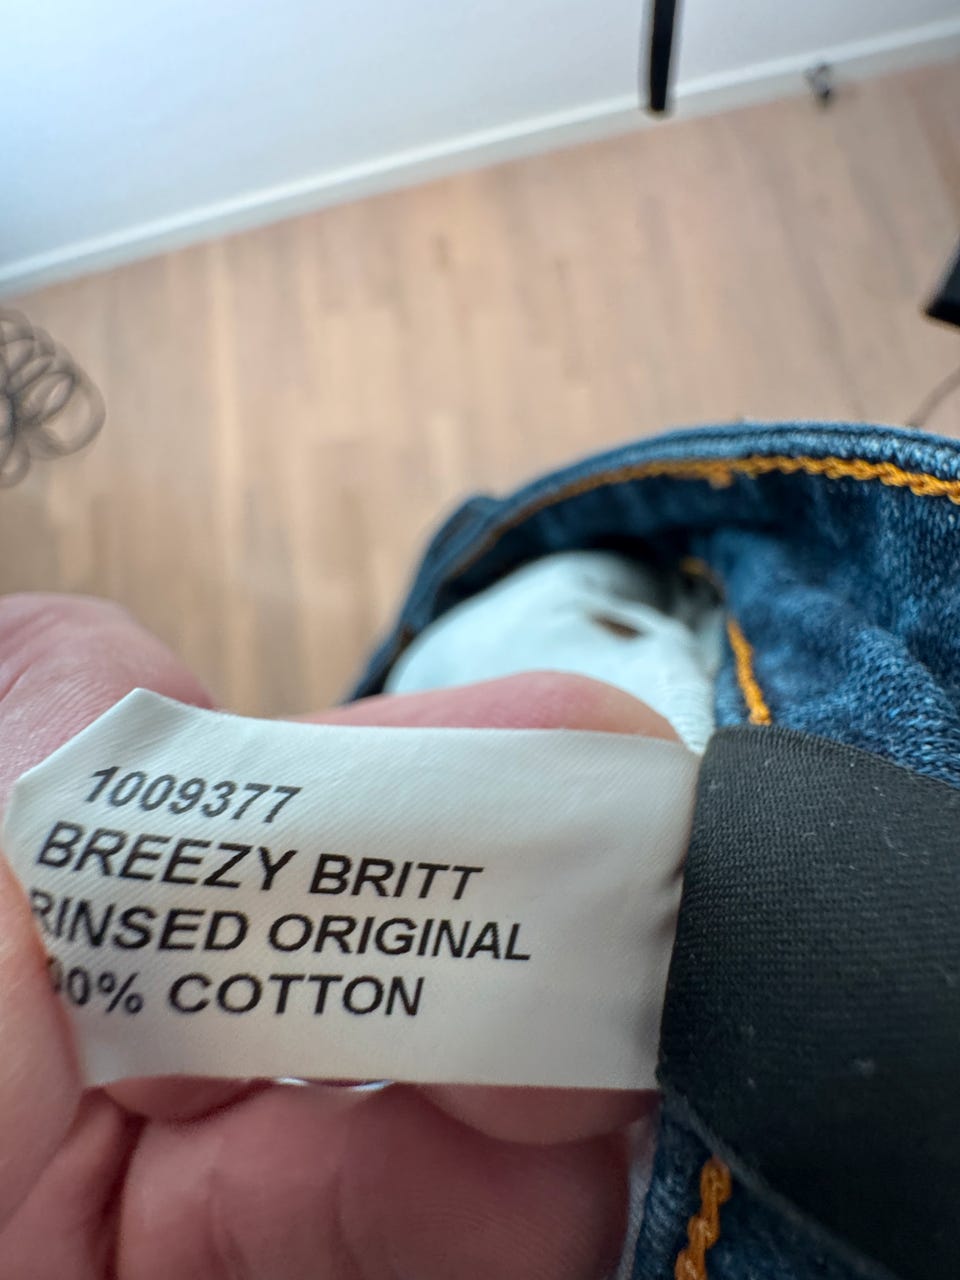 1009377
BREEZY BRITT
RINSED ORIGINAL
% COTTON